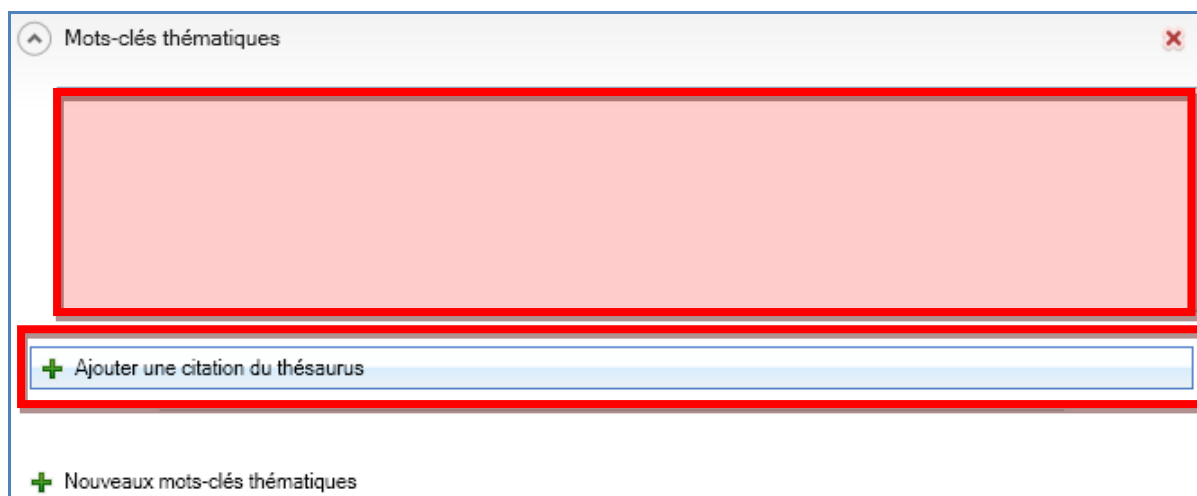 Mots-clés thématiques
Ajouter une citation du thésaurus
Nouveaux mots-clés thématiques